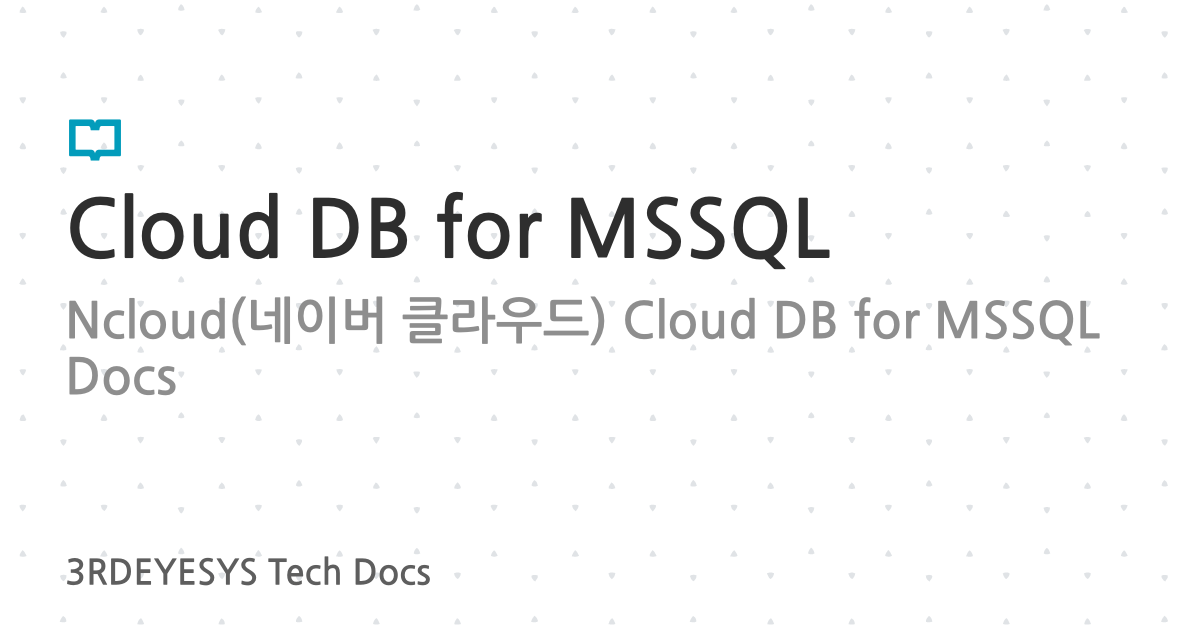 Cloud DB for MSSQL
Ncloud(네이버 클라우드) Cloud DB for MSSQL
Docs
3RDEYESYS Tech Docs